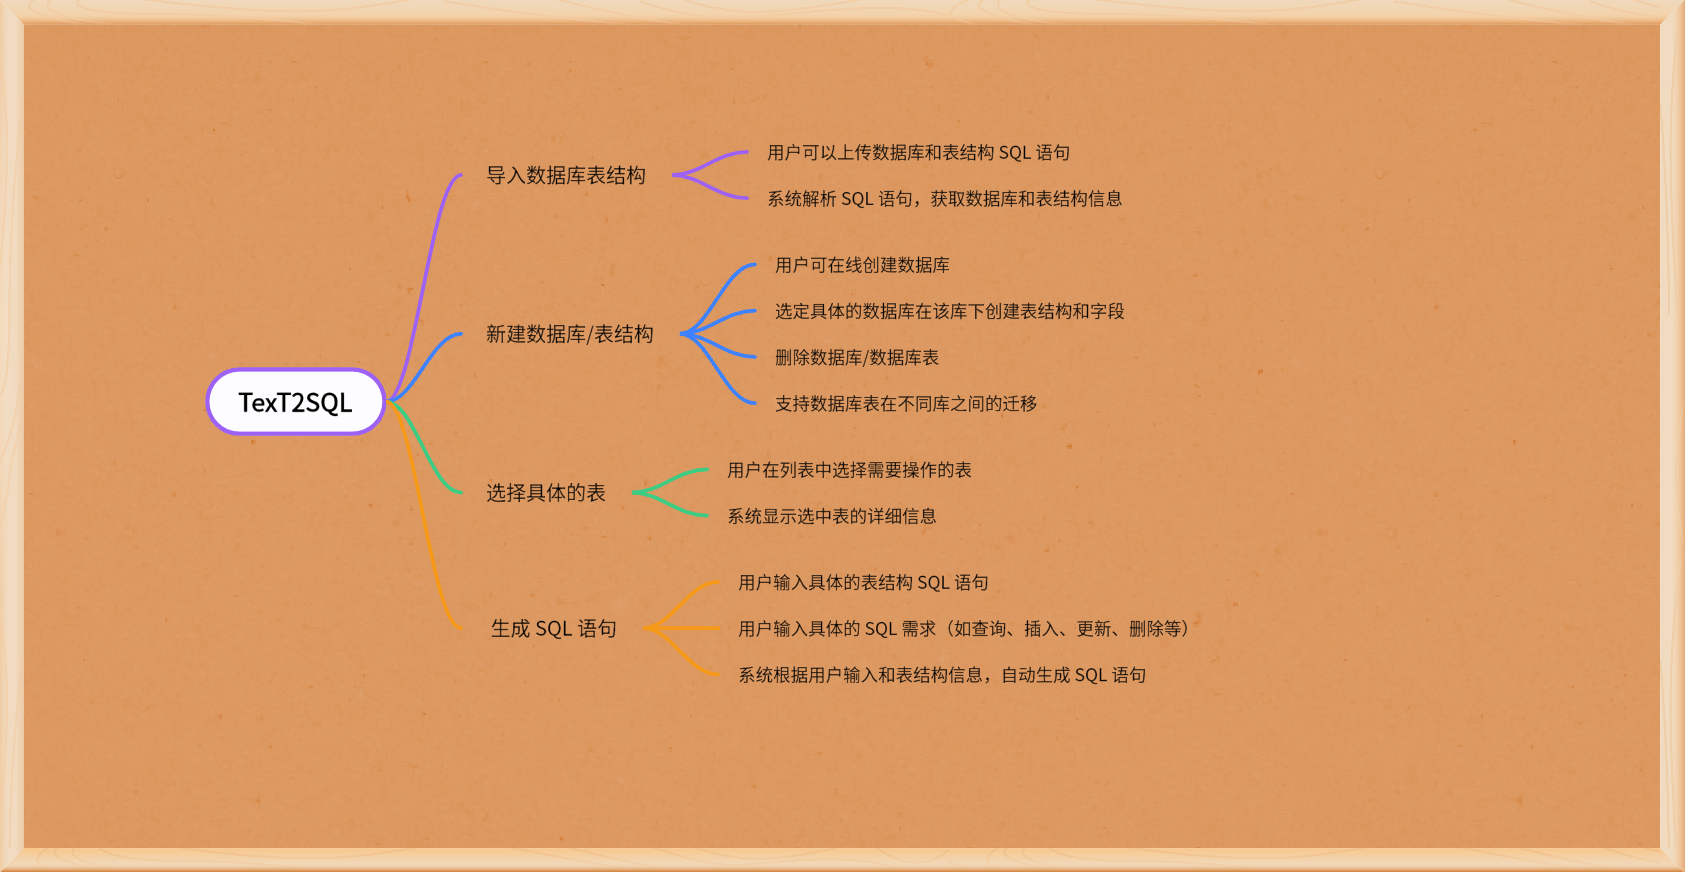 TexT2SQL
导入数据库表结构
用户可以上传数据库和表结构 SQL 语句
系统解析 SQL 语句，获取数据库和表结构信息
新建数据库/表结构
用户可在线创建数据库
选定具体的数据库在该库下创建表结构和字段
删除数据库/数据库表
支持数据库表在不同库之间的迁移
选择具体的表
用户在列表中选择需要操作的表
系统显示选中表的详细信息
生成 SQL 语句
用户输入具体的表结构 SQL 语句
用户输入具体的 SQL 需求（如查询、插入、更新、删除等）
系统根据用户输入和表结构信息，自动生成 SQL 语句